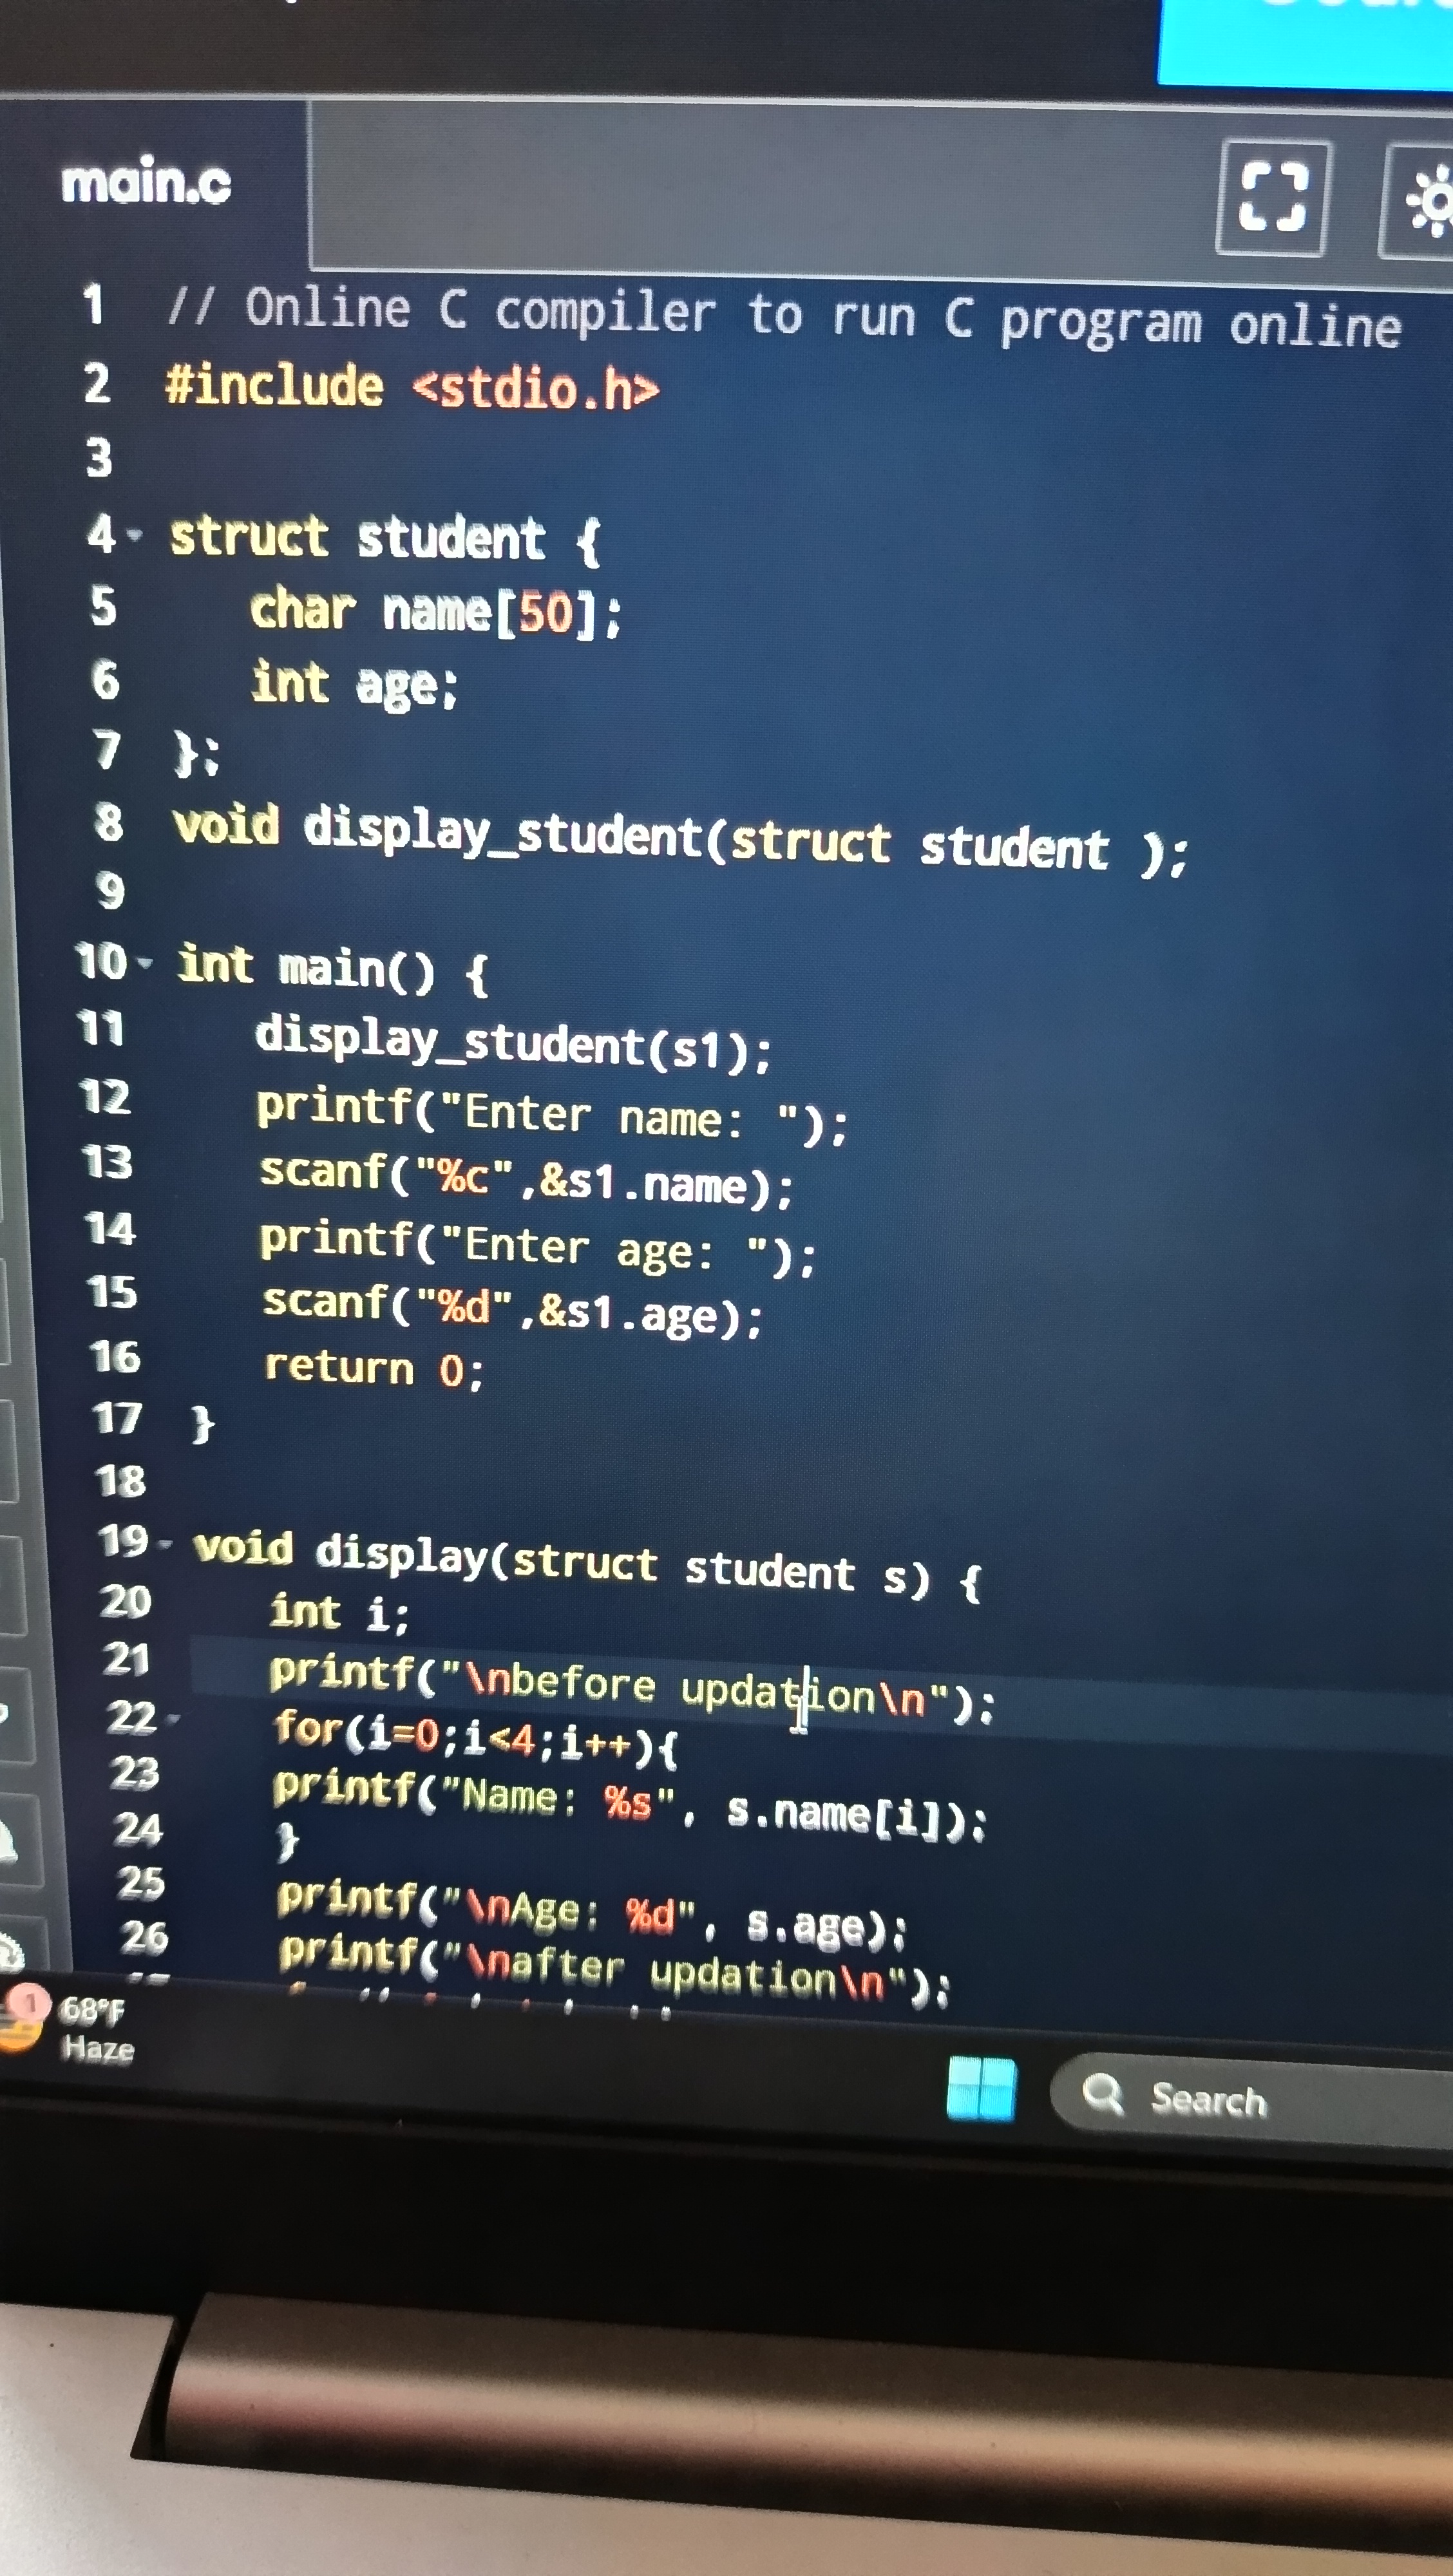 main.c
1 // Online C compiler to run C program online
2 #include <stdio.h>
3
4 struct student {
5 char name[50];
6 int age;
7 };
8 void display_student(struct student );
9
10 int main() {
11 display_student(s1);
12 printf("Enter name: ");
13 scanf("%c",&s1.name);
14 printf("Enter age: ");
15 scanf("%d",&s1.age);
16 return 0;
17 }
18
19 void display(struct student s) {
20 int i;
21 printf("\nbefore updation\n");
22 for(i=0;i<4;i++){
23 printf("Name: %s", s.name[i]);
24 }
25 printf("\nAge: %d", s.age);
26 printf("\nafter updation\n");
1
68°F
Haze
Search